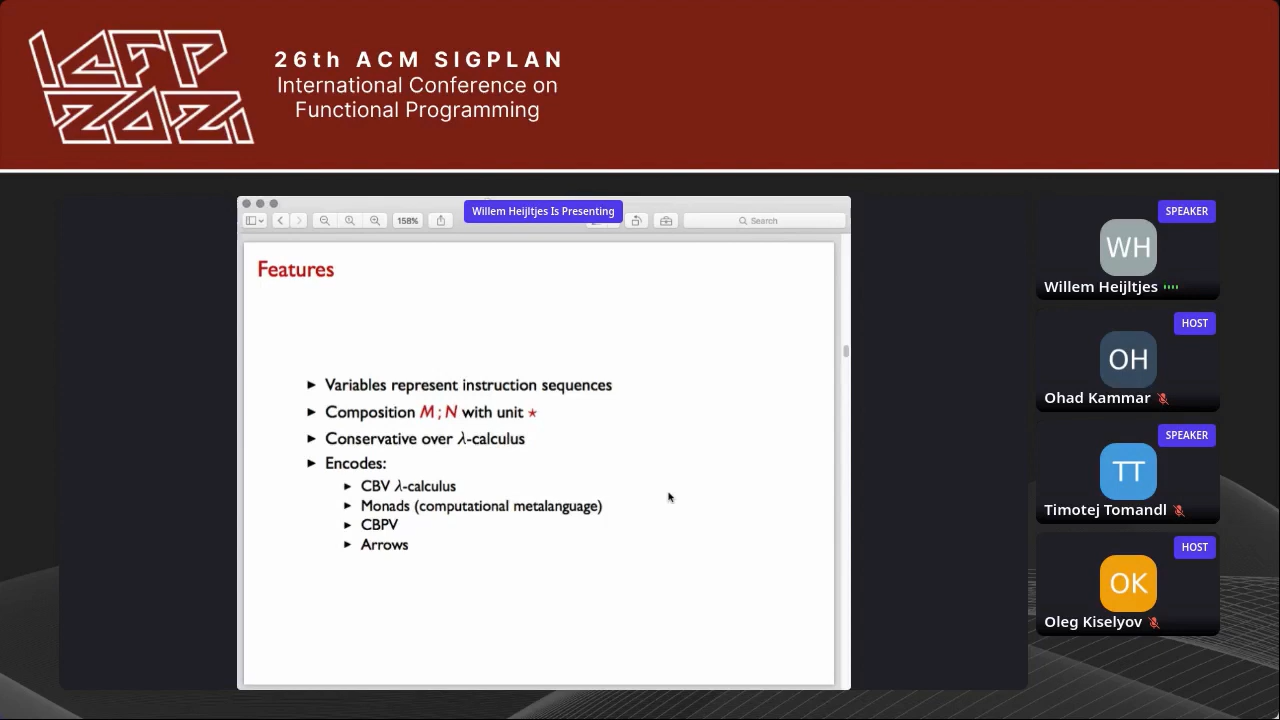 ICFP
2021
26th ACM SIGPLAN
International Conference on
Functional Programming
Willem Heijltjes Is Presenting
158%
Search
Features
► Variables represent instruction sequences
► Composition M ; N with unit ⋆
► Conservative over λ-calculus
► Encodes:
► CBV λ-calculus
► Monads (computational metalanguage)
► CBPV
► Arrows
SPEAKER
WH
Willem Heijltjes
HOST
OH
Ohad Kammar
SPEAKER
TT
Timotej Tomandl
HOST
OK
Oleg Kiselyov